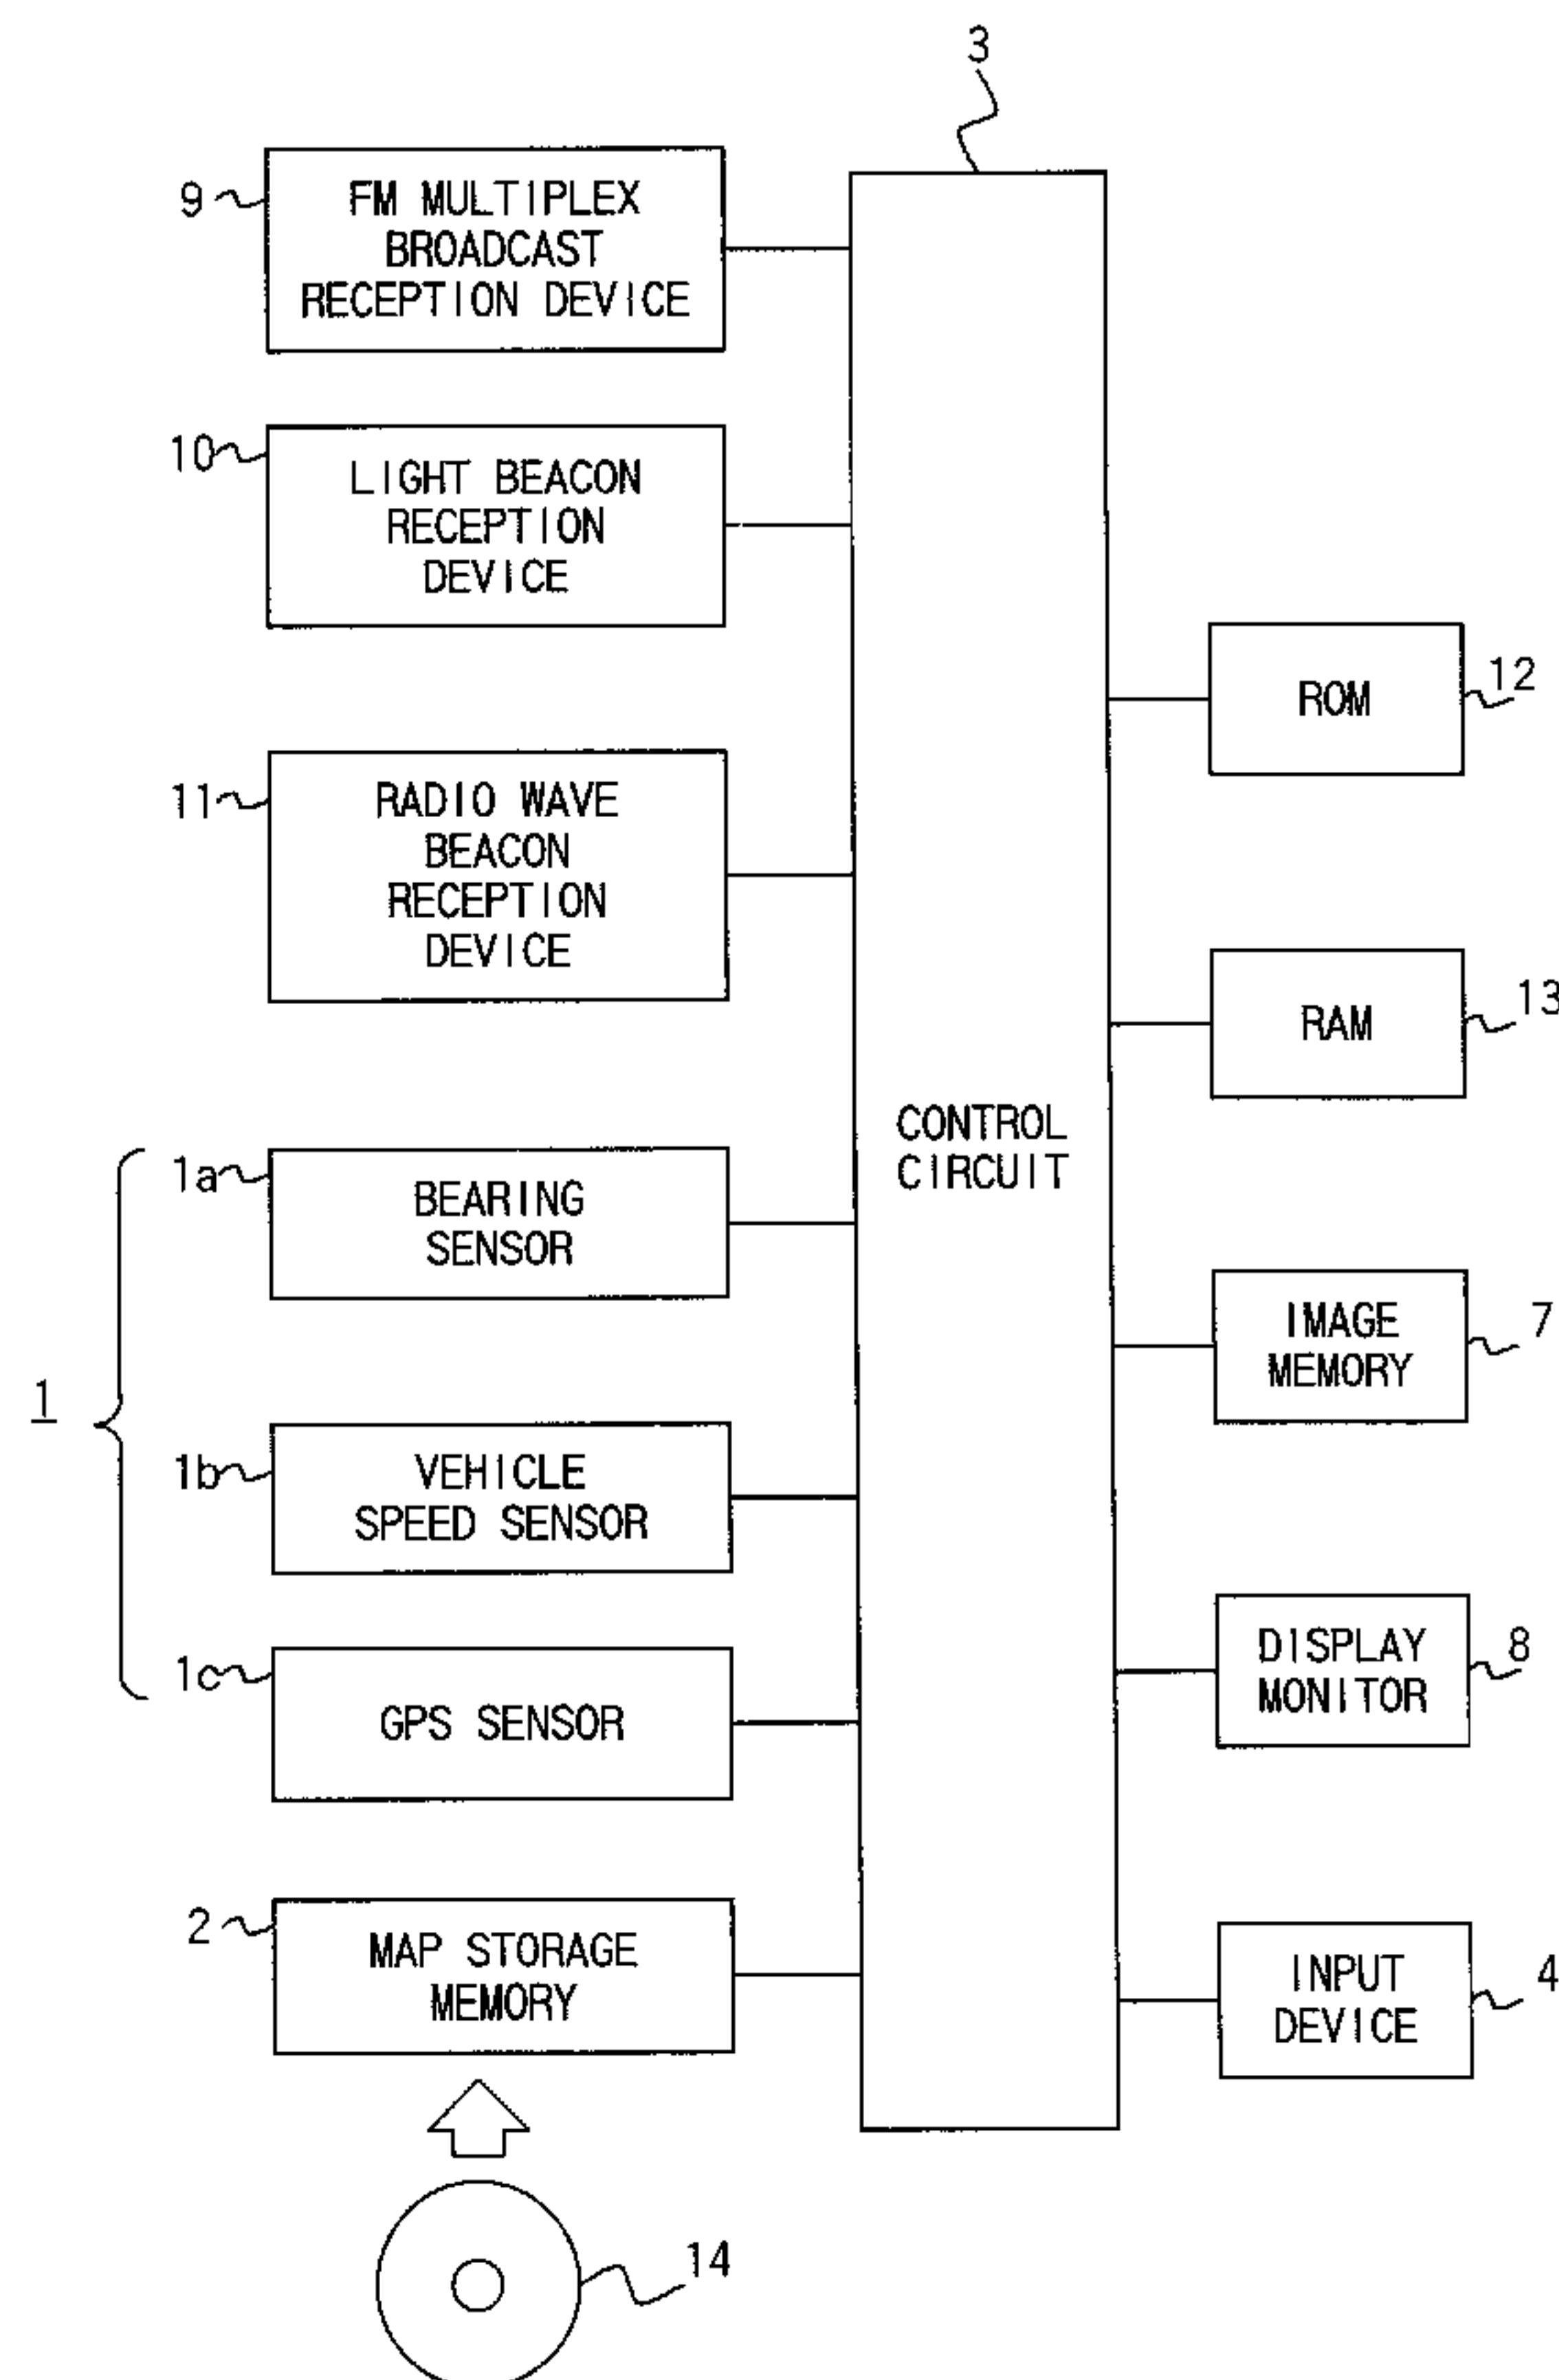 3
9
FM MULTIPLEX
BROADCAST
RECEPTION DEVICE
10
LIGHT BEACON
RECEPTION
DEVICE
ROM
12
11
RADIO WAVE
BEACON
RECEPTION
DEVICE
RAM
13
CONTROL
CIRCUIT
1
1a
BEARING
SENSOR
IMAGE
MEMORY
7
1b
VEHICLE
SPEED SENSOR
1c
GPS SENSOR
DISPLAY
MONITOR
8
2
MAP STORAGE
MEMORY
INPUT
DEVICE
4
14